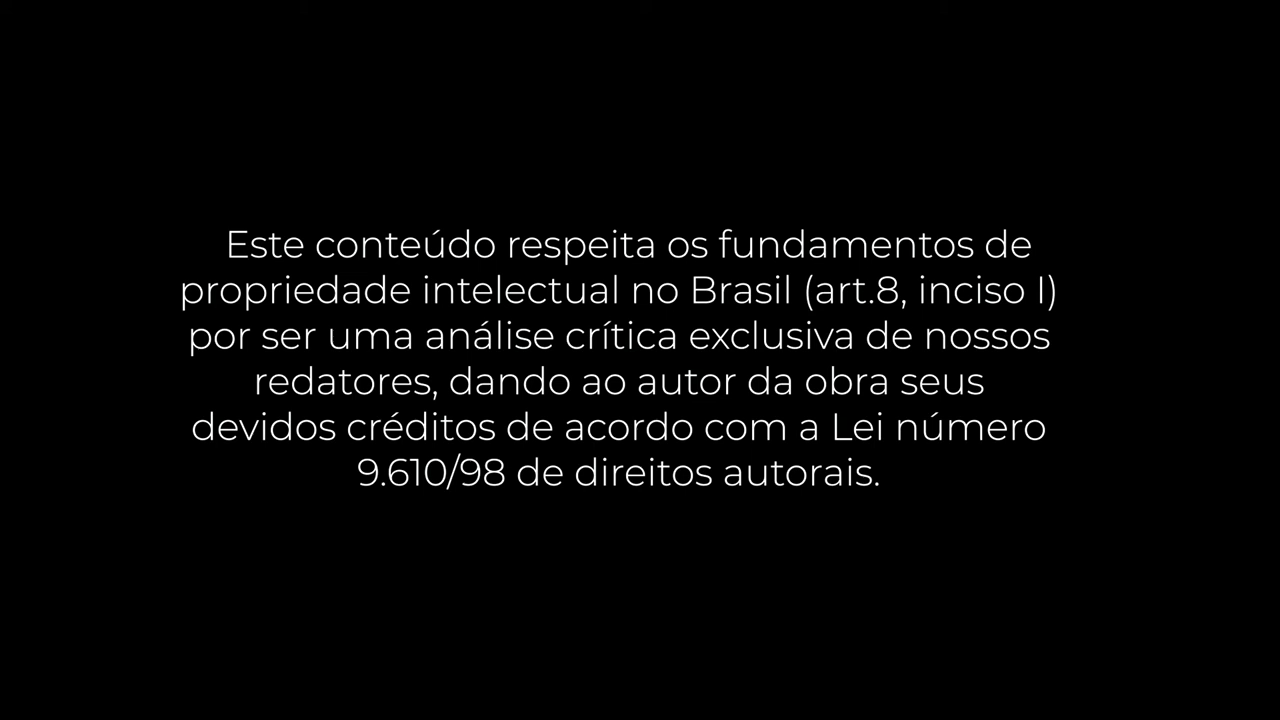 Este conteúdo respeita os fundamentos de
propriedade intelectual no Brasil (art.8, inciso I)
por ser uma análise crítica exclusiva de nossos
redatores, dando ao autor da obra seus
devidos créditos de acordo com a Lei número
9.610/98 de direitos autorais.